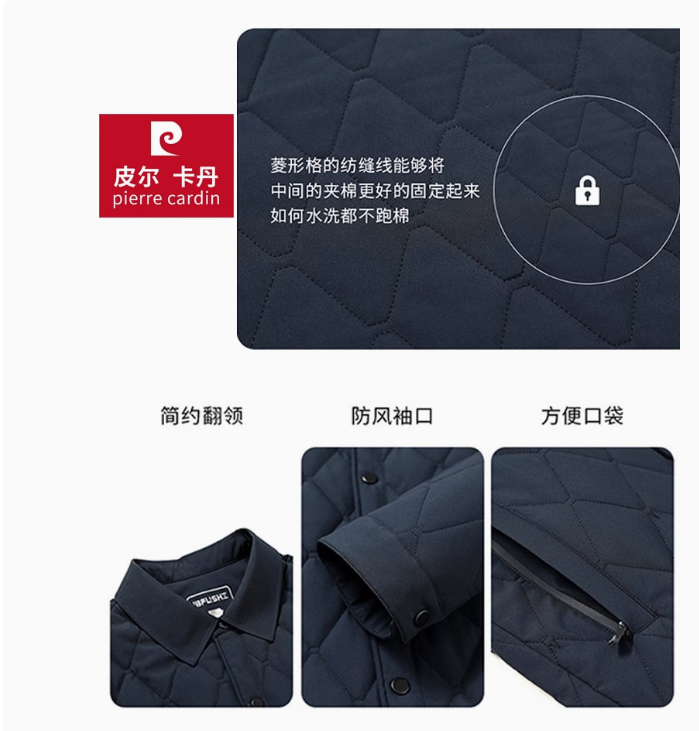 皮尔 卡丹
pierre cardin
菱形格的纺缝线能够将
中间的夹棉更好的固定起来
如何水洗都不跑棉
简约翻领
防风袖口
方便口袋